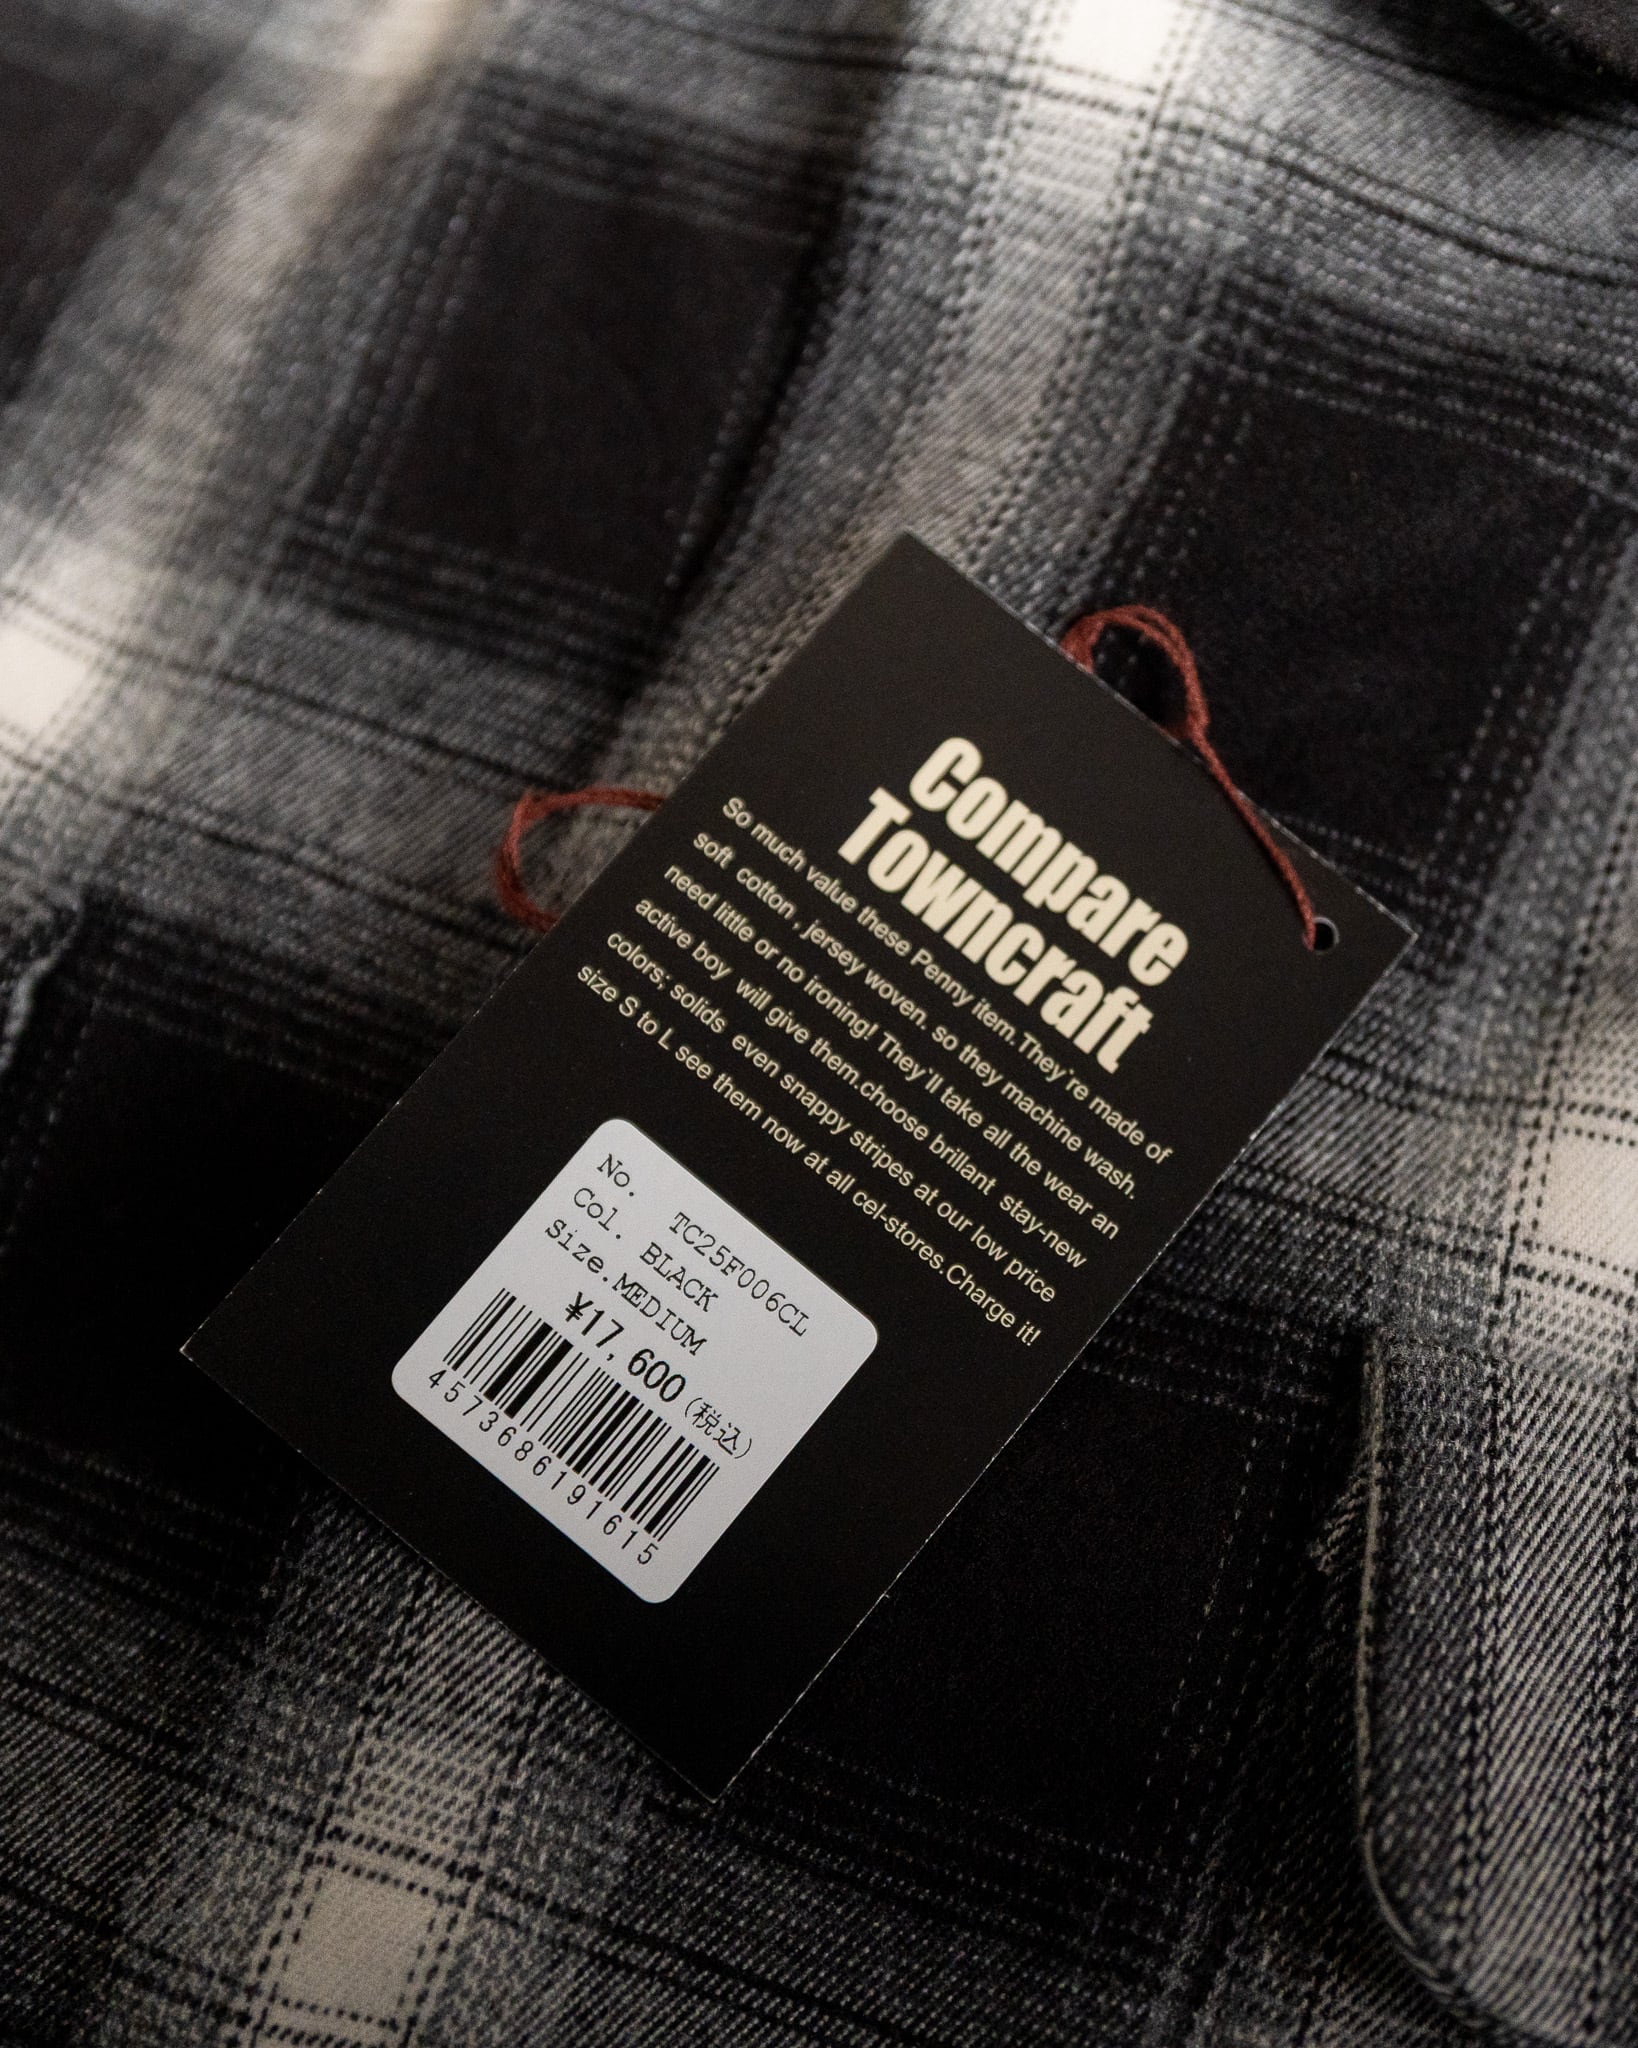 Compare
Towncraft
So much value these Penny item.They`re made of
soft cotton , jersey woven. so they machine wash.
need little or no ironing! They`ll take all the wear an
active boy will give them.choose brillant stay-new
colors; solids even snappy stripes at our low price
size S to L see them now at all cel-stores.Charge it!
No. TC25F006CL
Col. BLACK
Size.MEDIUM
¥17,600(税込)
4573686191615